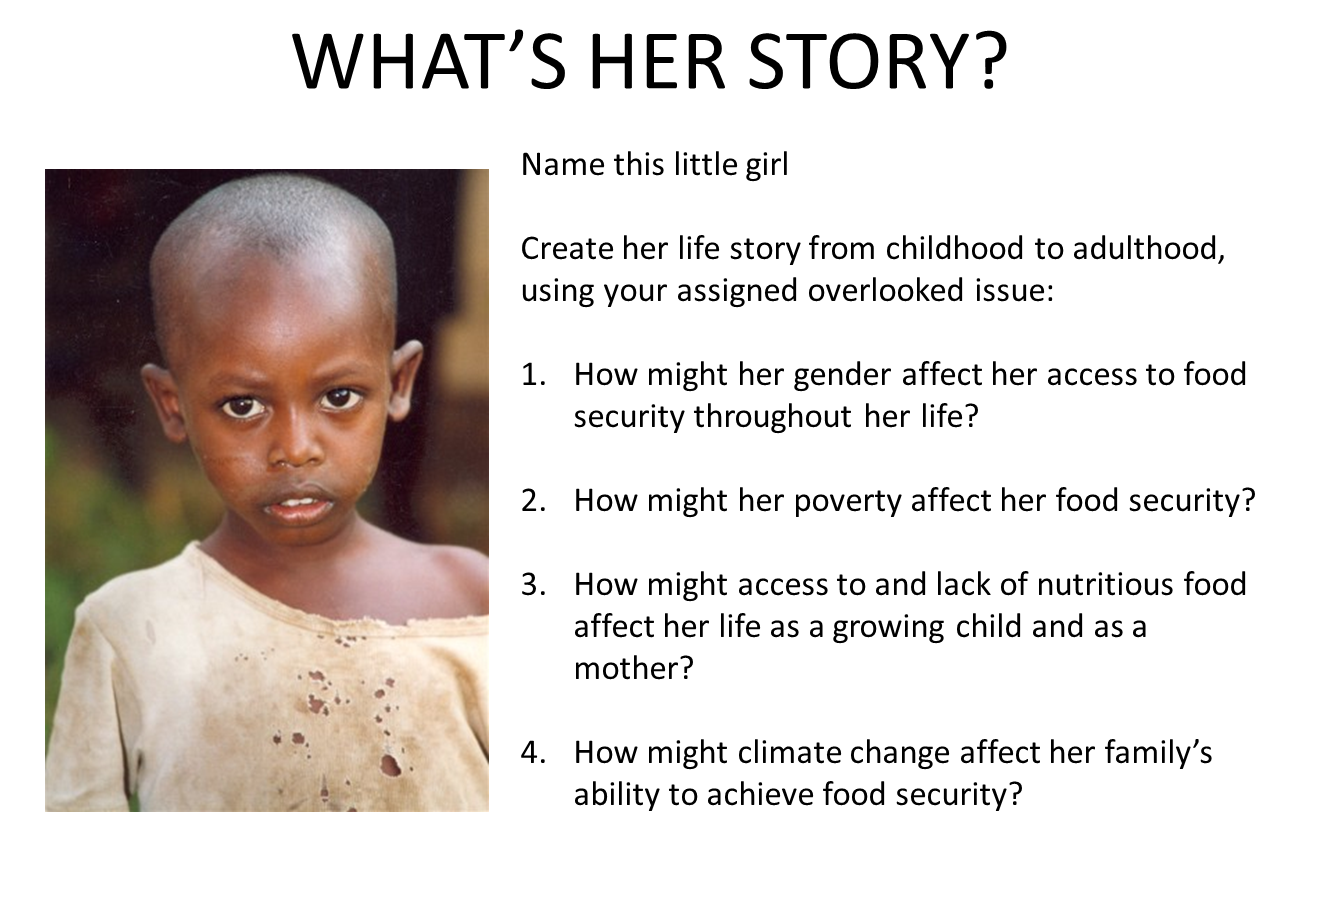 WHAT’S HER STORY?
Name this little girl
Create her life story from childhood to adulthood,
using your assigned overlooked issue:
1. How might her gender affect her access to food
security throughout her life?
2. How might her poverty affect her food security?
3. How might access to and lack of nutritious food
affect her life as a growing child and as a
mother?
4. How might climate change affect her family’s
ability to achieve food security?